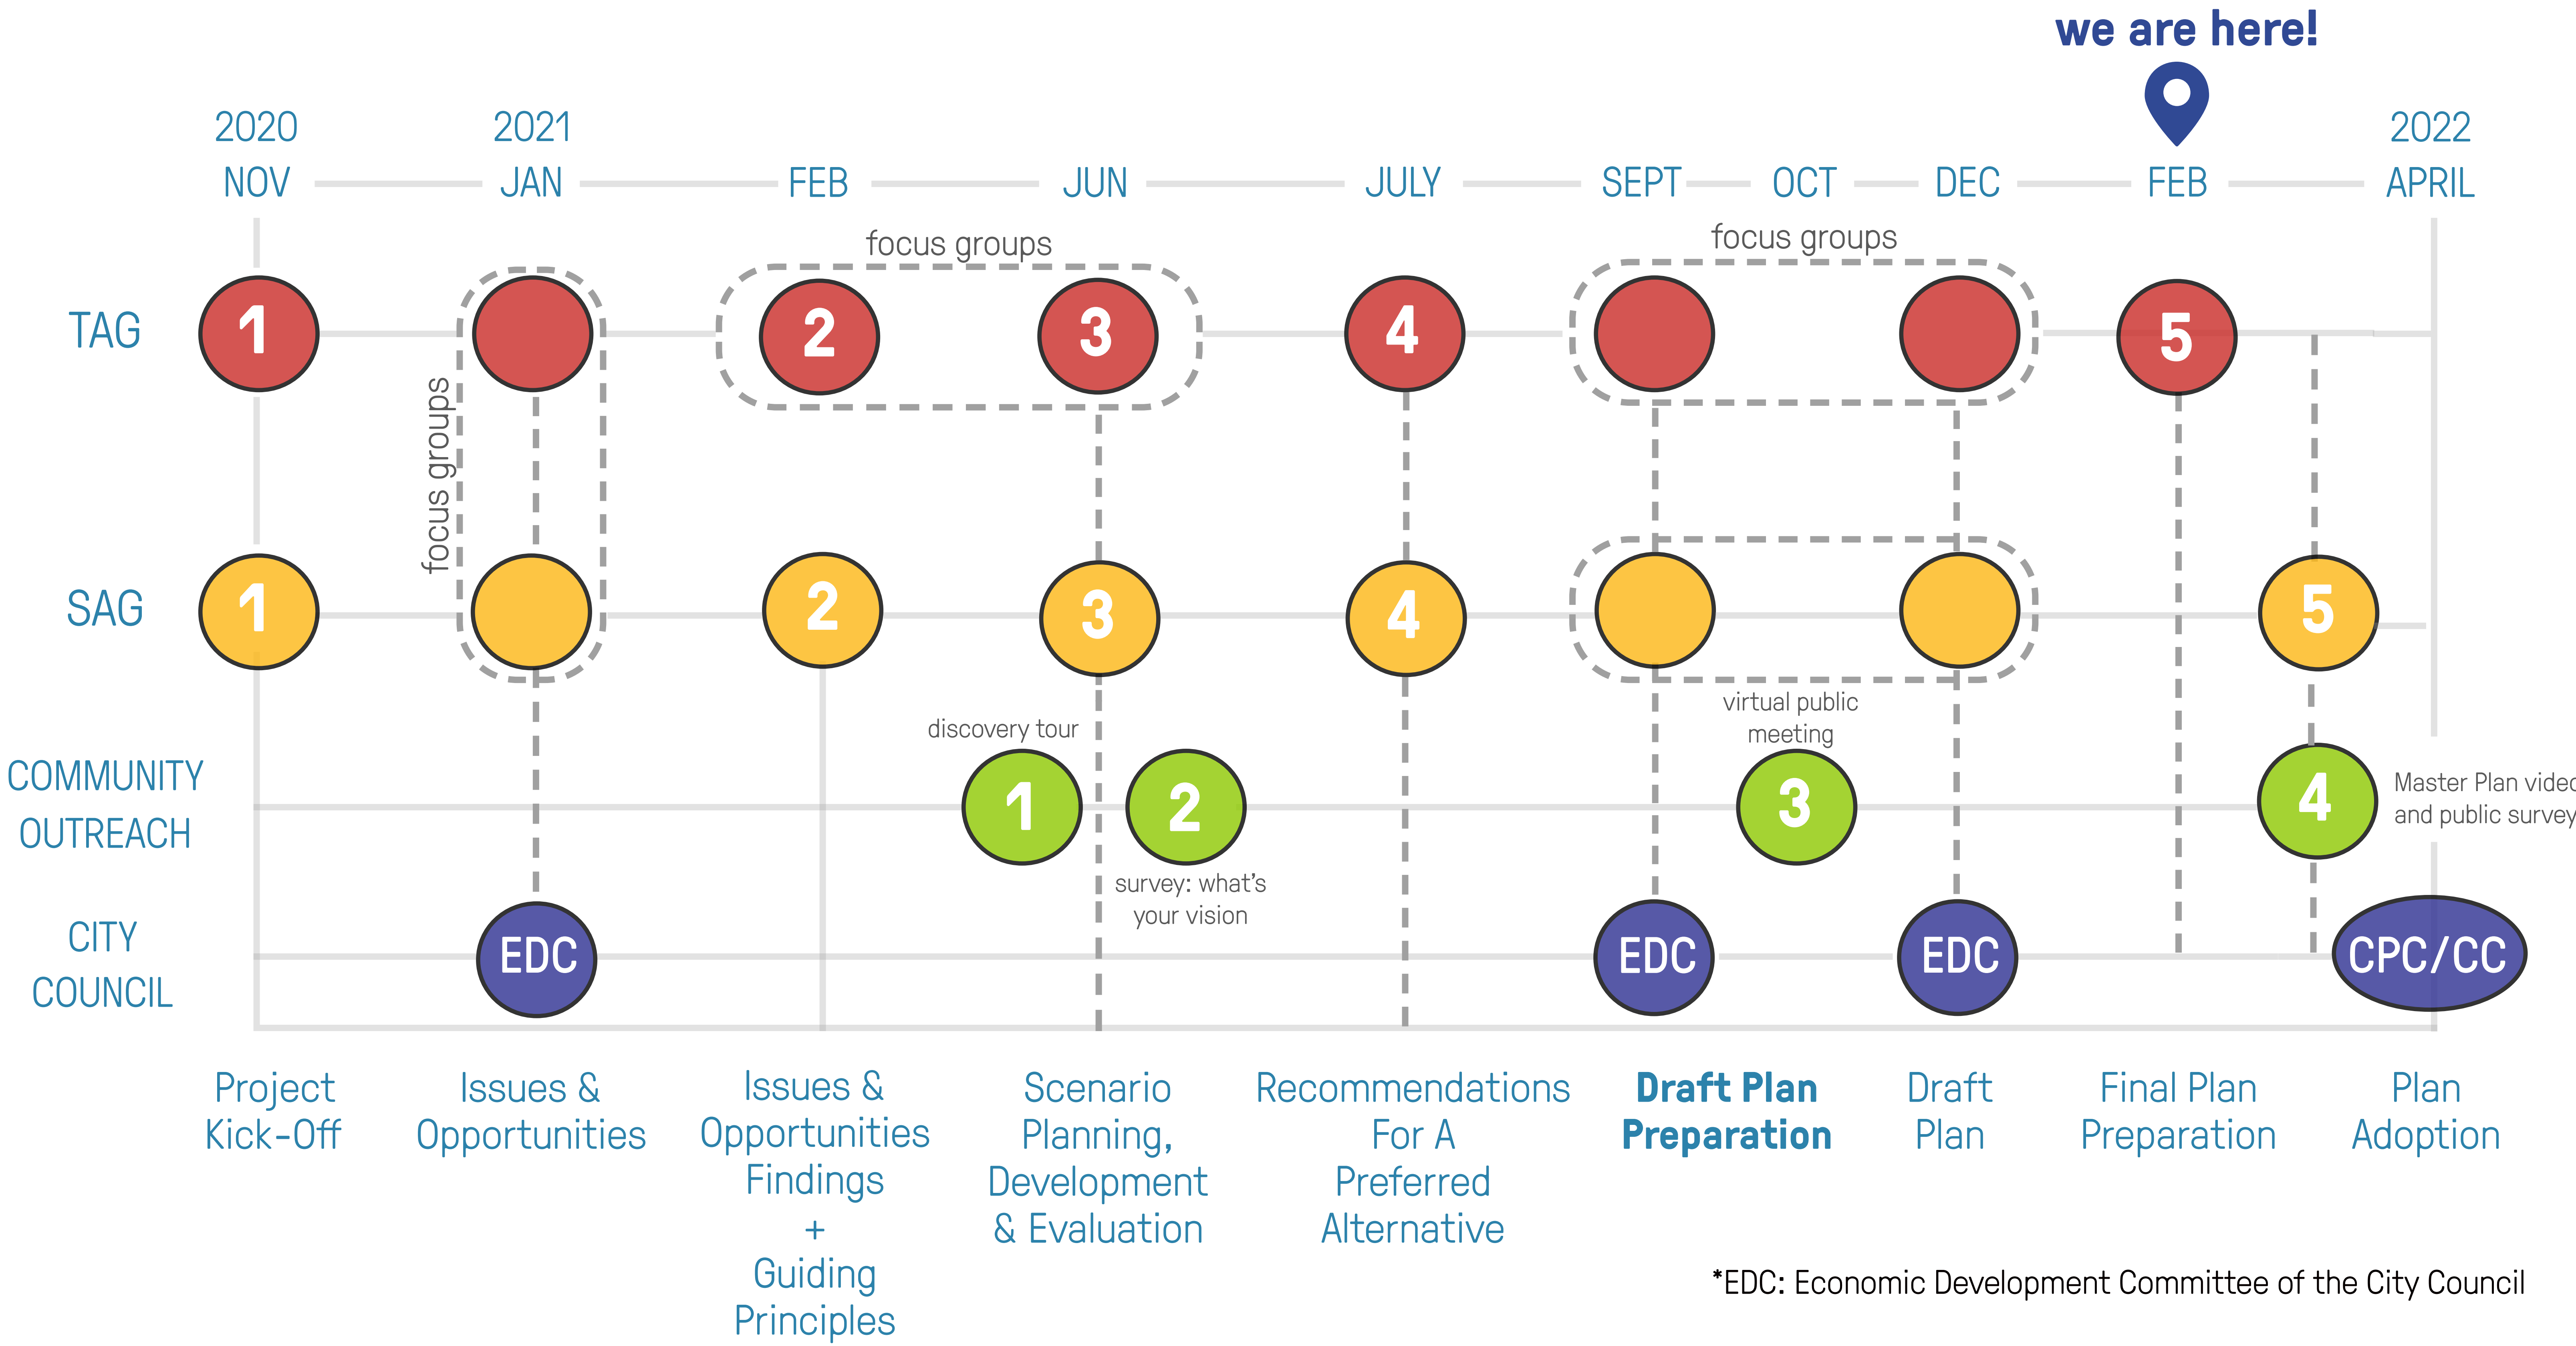 we are here!
2020
2021
2022
NOV
JAN
FEB
JUN
JULY
SEPT
OCT
DEC
FEB
APRIL
focus groups
focus groups
TAG
1
2
3
4
5
focus groups
SAG
1
2
3
4
5
virtual public
meeting
discovery tour
COMMUNITY
OUTREACH
1
2
3
4
Master Plan video
and public survey
survey: what's
your vision
CITY
COUNCIL
EDC
EDC
EDC
CPC/CC
Project
Kick-Off
Issues &
Opportunities
Issues &
Opportunities
Findings
+
Guiding
Principles
Scenario
Planning,
Development
& Evaluation
Recommendations
For A
Preferred
Alternative
Draft Plan
Preparation
Draft
Plan
Final Plan
Preparation
Plan
Adoption
*EDC: Economic Development Committee of the City Council